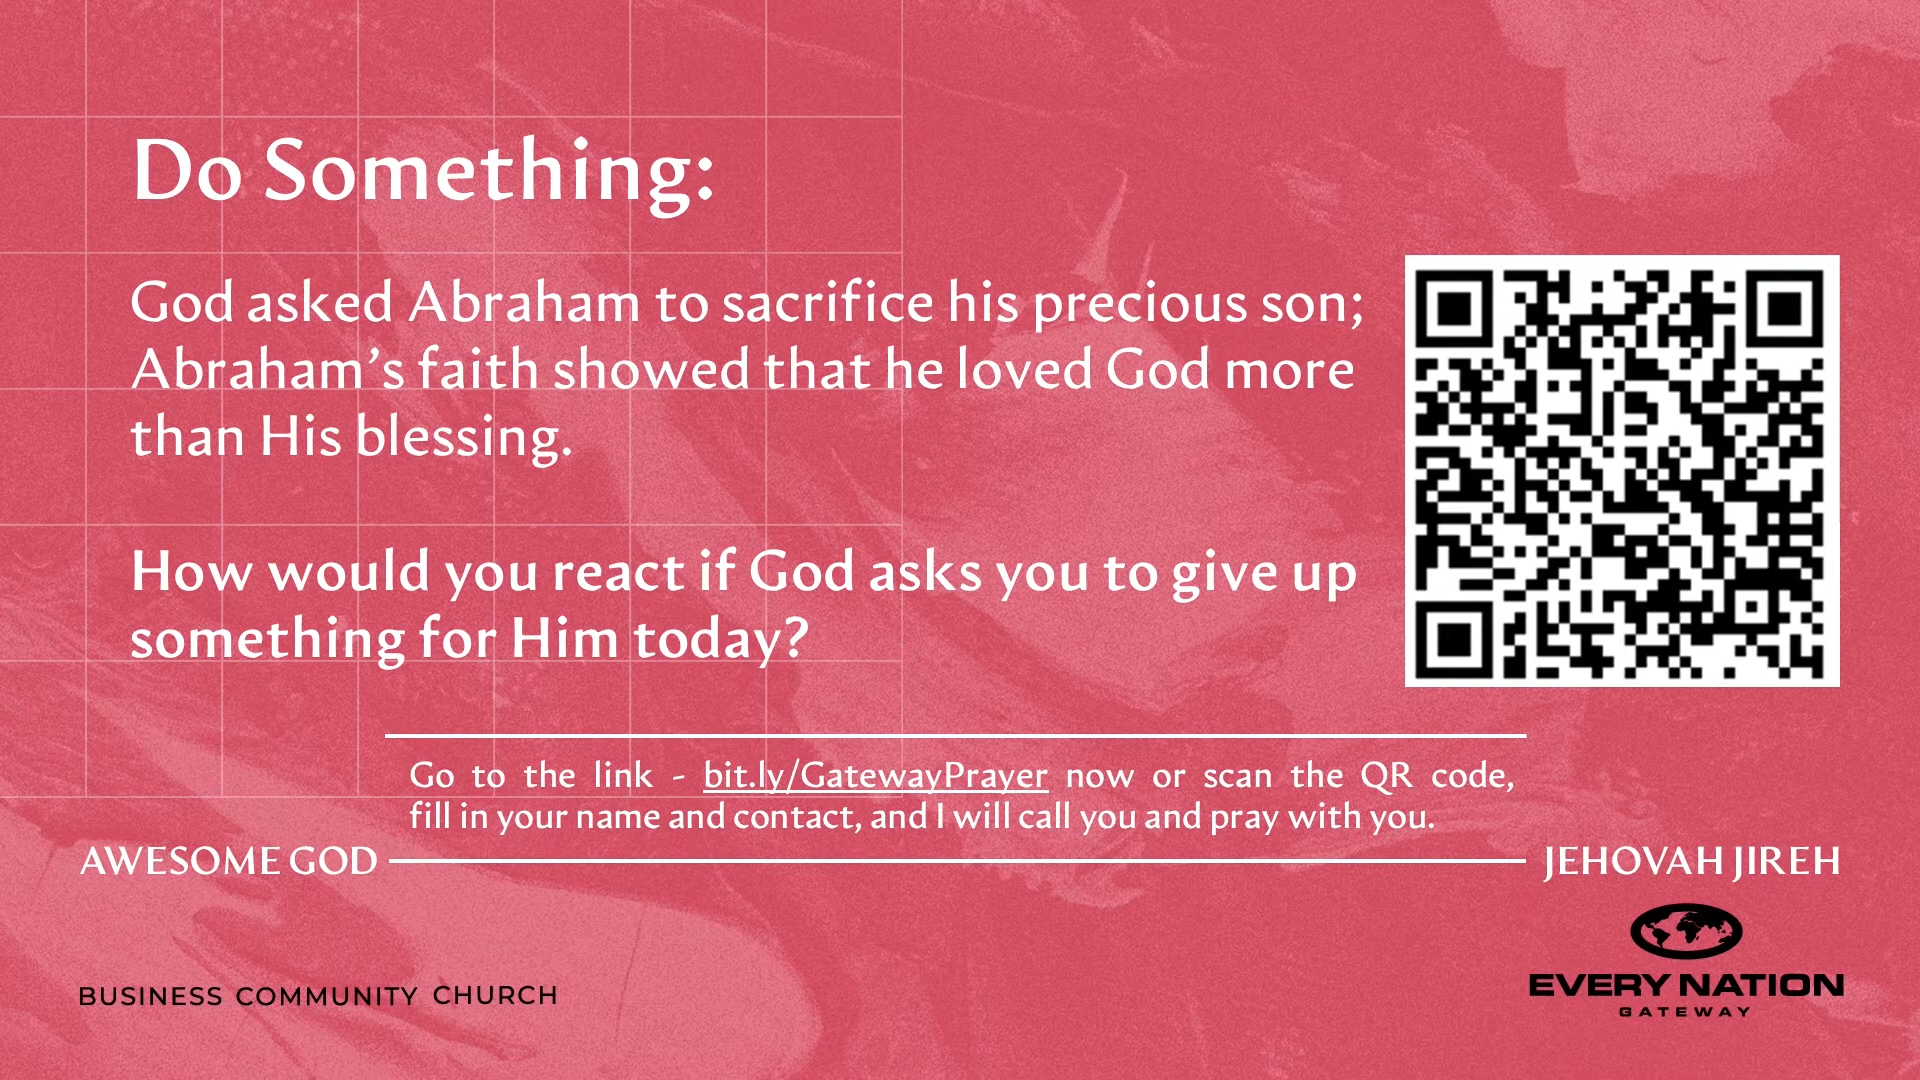 Do Something:
God asked Abraham to sacrifice his precious son;
Abraham’s faith showed that he loved God more
than His blessing.
How would you react if God asks you to give up
something for Him today?
Go to the link - bit.ly/GatewayPrayer now or scan the QR code,
fill in your name and contact, and I will call you and pray with you.
AWESOME GOD
JEHOVAH JIREH
BUSINESS COMMUNITY CHURCH
EVERY NATION
GATEWAY